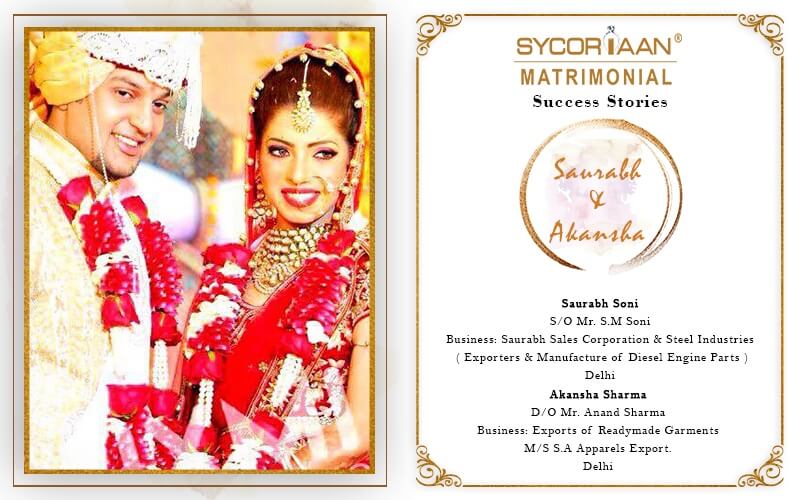 SYCORIAAN®
MATRIMONIAL
Success Stories
Saurabh
&
Akansha
Saurabh Soni
S/O Mr. S.M Soni
Business: Saurabh Sales Corporation & Steel Industries
( Exporters & Manufacture of Diesel Engine Parts )
Delhi
Akansha Sharma
D/O Mr. Anand Sharma
Business: Exports of Readymade Garments
M/S S.A Apparels Export.
Delhi